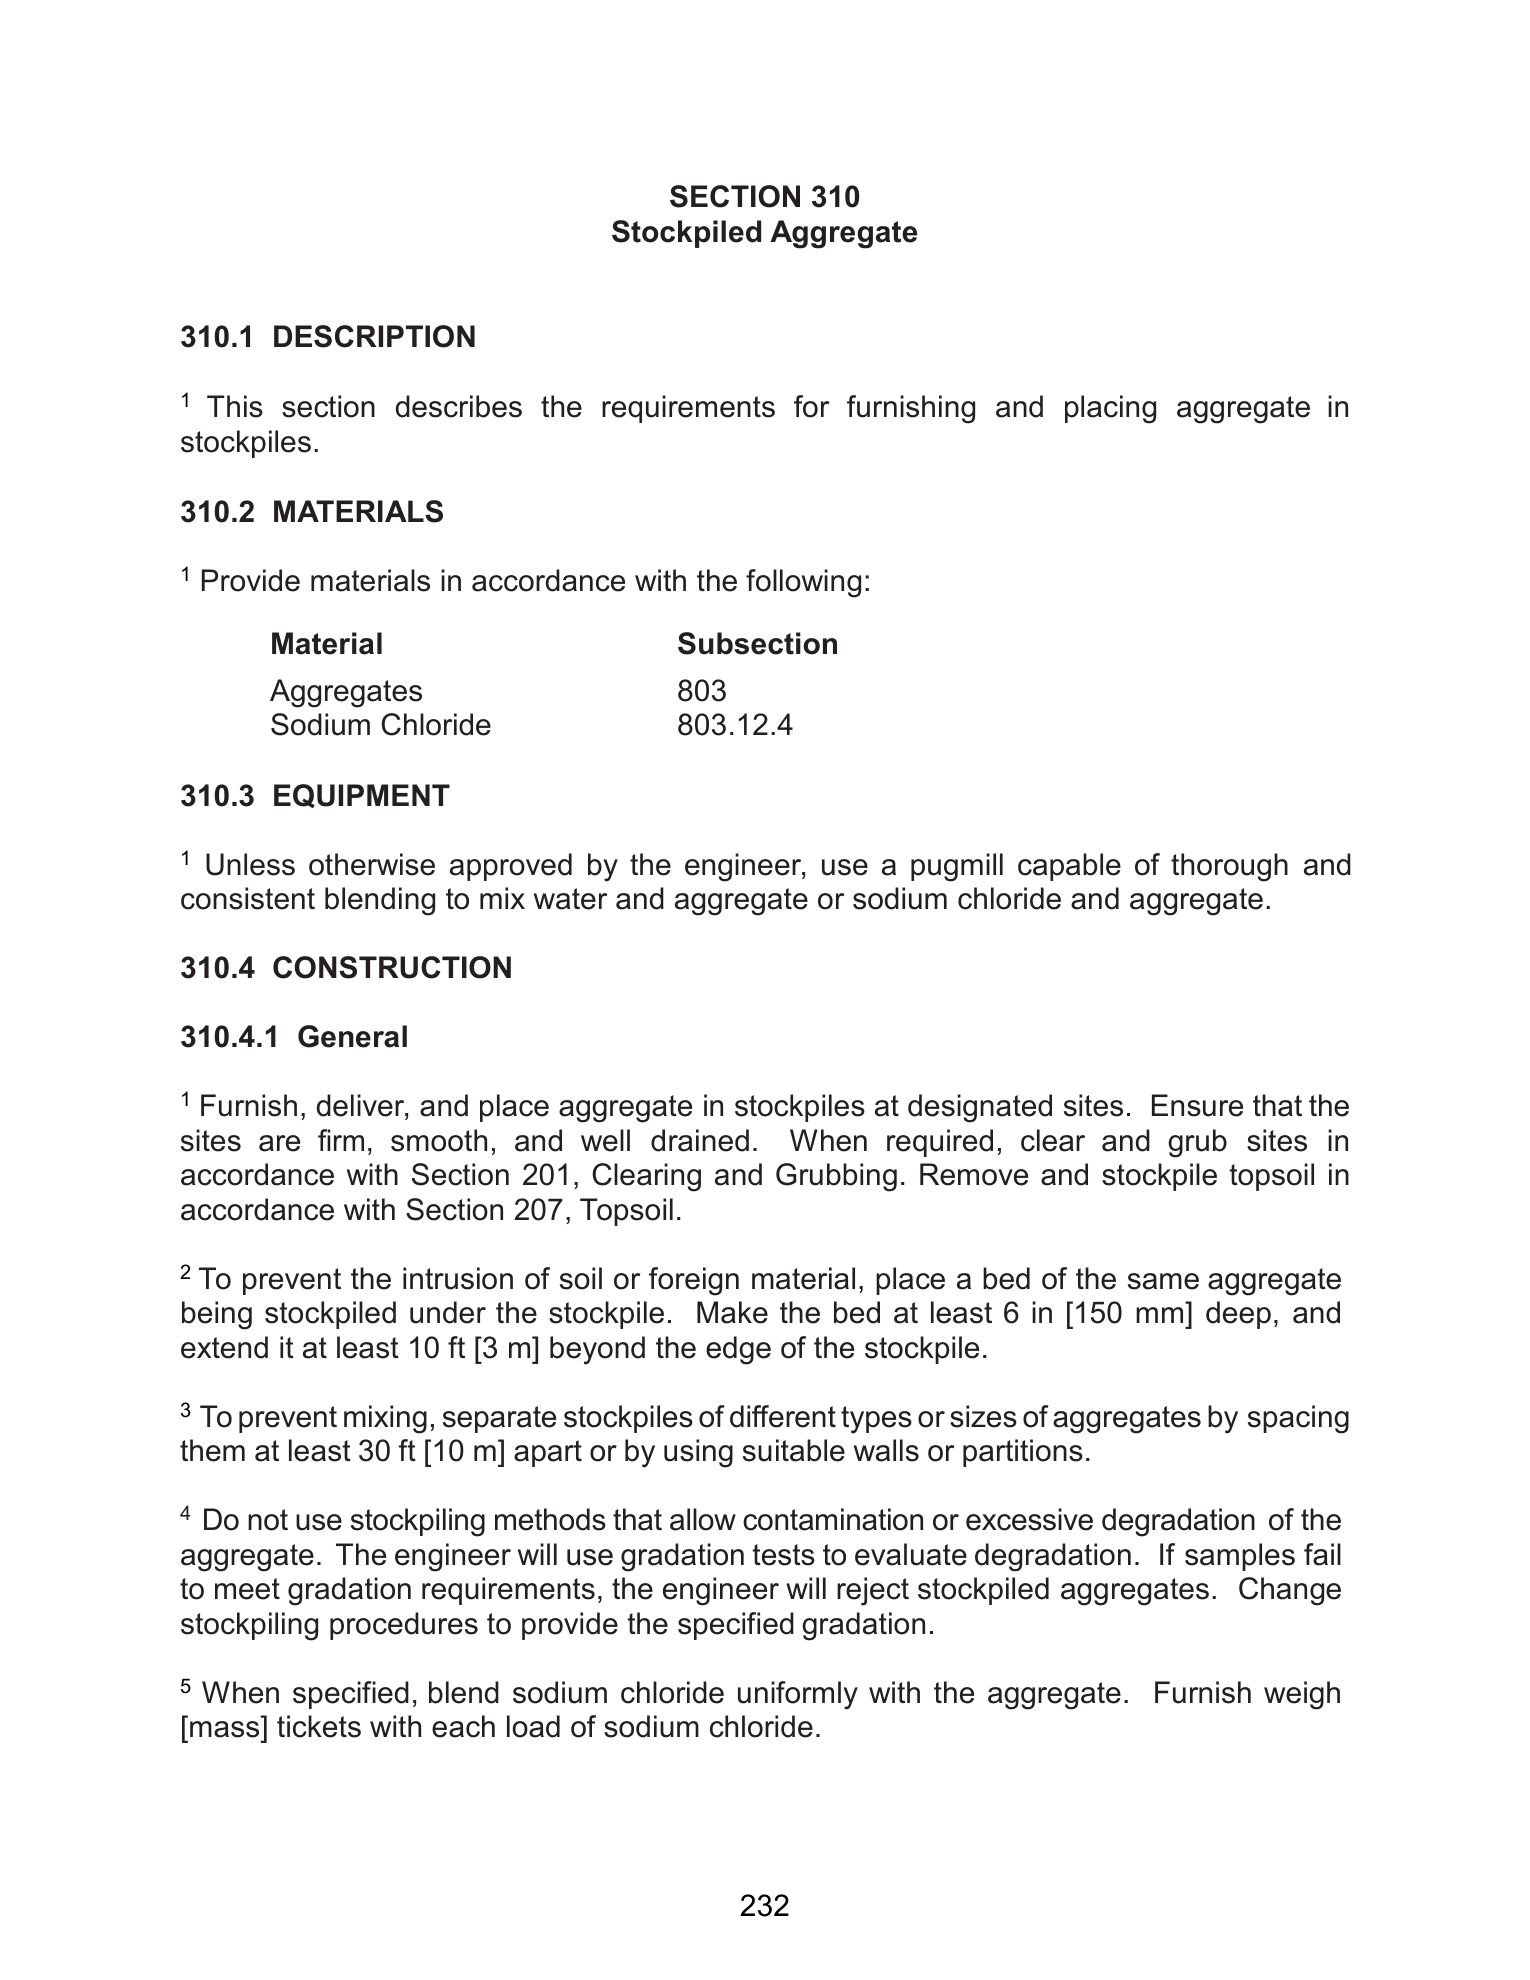 SECTION 310
Stockpiled Aggregate
310.1 DESCRIPTION
1 This section describes the requirements for furnishing and placing aggregate in
stockpiles.
310.2 MATERIALS
1 Provide materials in accordance with the following:
Material Subsection
Aggregates 803
Sodium Chloride 803.12.4
310.3 EQUIPMENT
1 Unless otherwise approved by the engineer, use a pugmill capable of thorough and
consistent blending to mix water and aggregate or sodium chloride and aggregate.
310.4 CONSTRUCTION
310.4.1 General
1 Furnish, deliver, and place aggregate in stockpiles at designated sites. Ensure that the
sites are firm, smooth, and well drained. When required, clear and grub sites in
accordance with Section 201, Clearing and Grubbing. Remove and stockpile topsoil in
accordance with Section 207, Topsoil.
2 To prevent the intrusion of soil or foreign material, place a bed of the same aggregate
being stockpiled under the stockpile. Make the bed at least 6 in [150 mm] deep, and
extend it at least 10 ft [3 m] beyond the edge of the stockpile.
3 To prevent mixing, separate stockpiles of different types or sizes of aggregates by spacing
them at least 30 ft [10 m] apart or by using suitable walls or partitions.
4 Do not use stockpiling methods that allow contamination or excessive degradation of the
aggregate. The engineer will use gradation tests to evaluate degradation. If samples fail
to meet gradation requirements, the engineer will reject stockpiled aggregates. Change
stockpiling procedures to provide the specified gradation.
5 When specified, blend sodium chloride uniformly with the aggregate. Furnish weigh
[mass] tickets with each load of sodium chloride.
232